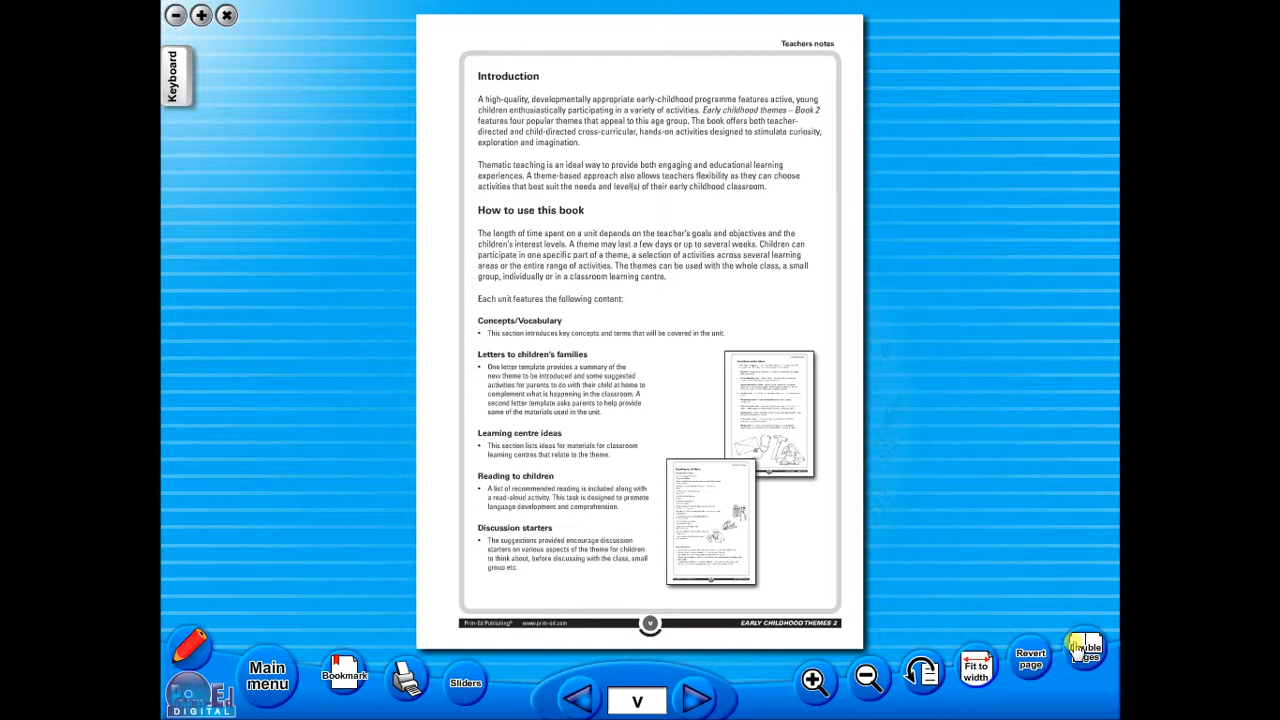 Keyboard
Teachers notes
Introduction
A high-quality, developmentally appropriate early-childhood programme features active, young
children enthusiastically participating in a variety of activities. Early childhood themes – Book 2
features four popular themes that appeal to this age group. The book offers both teacher-
directed and child-directed cross-curricular, hands-on activities designed to stimulate curiosity,
exploration and imagination.
Thematic teaching is an ideal way to provide both engaging and educational learning
experiences. A theme-based approach also allows teachers flexibility as they can choose
activities that best suit the needs and level(s) of their early childhood classroom.
How to use this book
The length of time spent on a unit depends on the teacher's goals and objectives and the
children's interest levels. A theme may last a few days or up to several weeks. Children can
participate in one specific part of a theme, a selection of activities across several learning
areas or the entire range of activities. The themes can be used with the whole class, a small
group, individually or in a classroom learning centre.
Each unit features the following content:
Concepts/Vocabulary
• This section introduces key concepts and terms that will be covered in the unit.
Letters to children's families
• One letter template provides a summary of the
new theme to be introduced and some suggested
activities for parents to do with their child at home to
complement what is happening in the classroom. A
second letter template asks parents to help provide
some of the materials used in the unit.
Learning centre ideas
• This section lists ideas for materials for classroom
learning centres that relate to the theme.
Reading to children
• A list of recommended reading is included along with
a read-aloud activity. This task is designed to promote
language development and comprehension.
Discussion starters
• The suggestions provided encourage discussion
starters on various aspects of the theme for children
to think about, before discussing with the class, small
group etc.
Prim-Ed Publishing® www.prim-ed.com v EARLY CHILDHOOD THEMES 2
Prim-Ed
DIGITAL
Main
menu
Bookmark
Sliders
v
Fit to
width
Revert
page